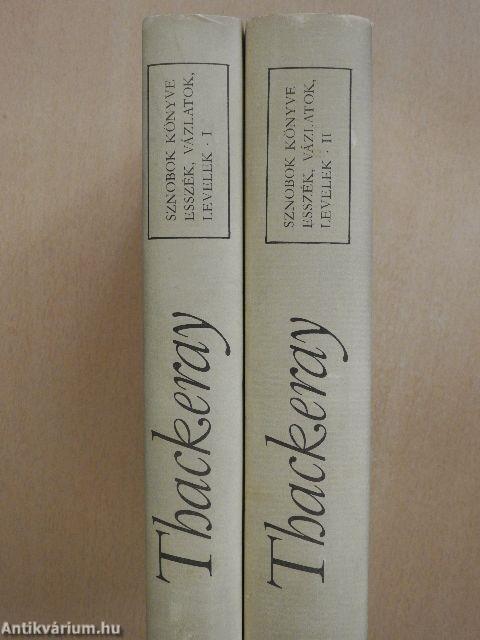 SZNOBOK KÖNYVE
ESSZÉK, VÁZLATOK,
LEVELEK · I
Thackeray
SZNOBOK KÖNYVE
ESSZÉK, VÁZLATOK,
LEVELEK · II
Thackeray
Antikvárium.hu